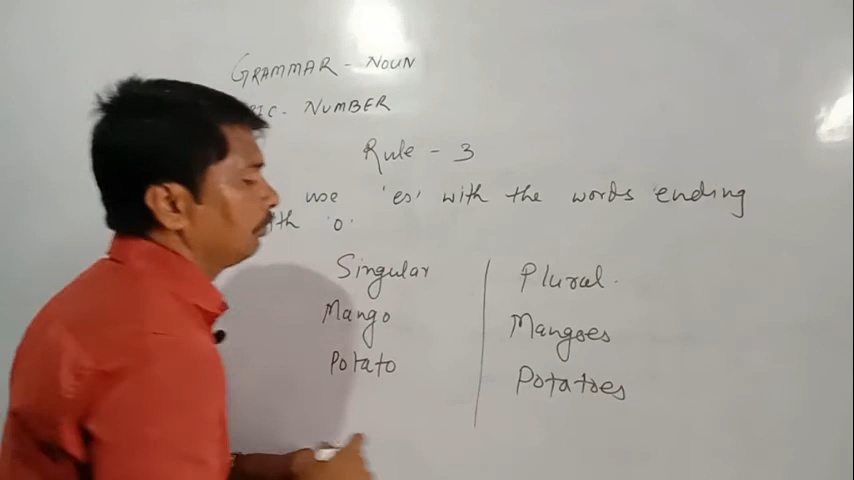 GRAMMAR - NOUN
NUMBER
Rule - 3
use 'es' with the words ending
'o'
Singular Plural.
Mango Mangoes
Potato Potatoes